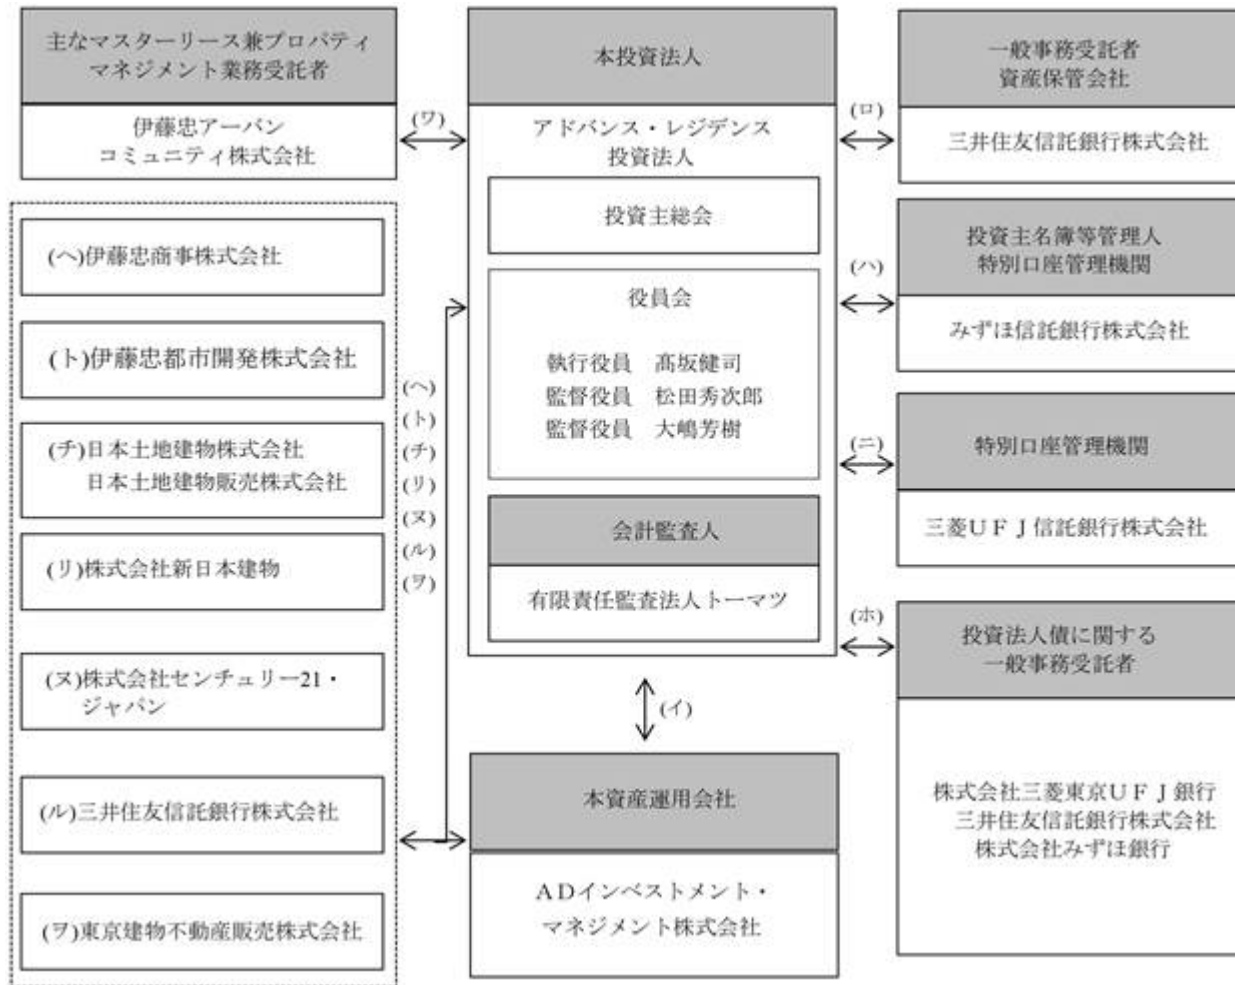 主なマスターリース兼プロパティ
マネジメント業務受託者
伊藤忠アーバン
コミュニティ株式会社
(ワ)
(ヘ)伊藤忠商事株式会社
(ト)伊藤忠都市開発株式会社
(チ)日本土地建物株式会社
日本土地建物販売株式会社
(リ)株式会社新日本建物
(ヌ)株式会社センチュリー21・
ジャパン
(ル)三井住友信託銀行株式会社
(ヲ)東京建物不動産販売株式会社
(ヘ)
(ト)
(チ)
(リ)
(ヌ)
(ル)
(ヲ)
本投資法人
アドバンス・レジデンス
投資法人
投資主総会
役員会
執行役員 髙坂健司
監督役員 松田秀次郎
監督役員 大嶋芳樹
会計監査人
有限責任監査法人トーマツ
(イ)
本資産運用会社
ADインベストメント・
マネジメント株式会社
(ロ)
一般事務受託者
資産保管会社
三井住友信託銀行株式会社
(ハ)
投資主名簿等管理人
特別口座管理機関
みずほ信託銀行株式会社
(ニ)
特別口座管理機関
三菱UFJ信託銀行株式会社
(ホ)
投資法人債に関する
一般事務受託者
株式会社三菱東京UFJ銀行
三井住友信託銀行株式会社
株式会社みずほ銀行